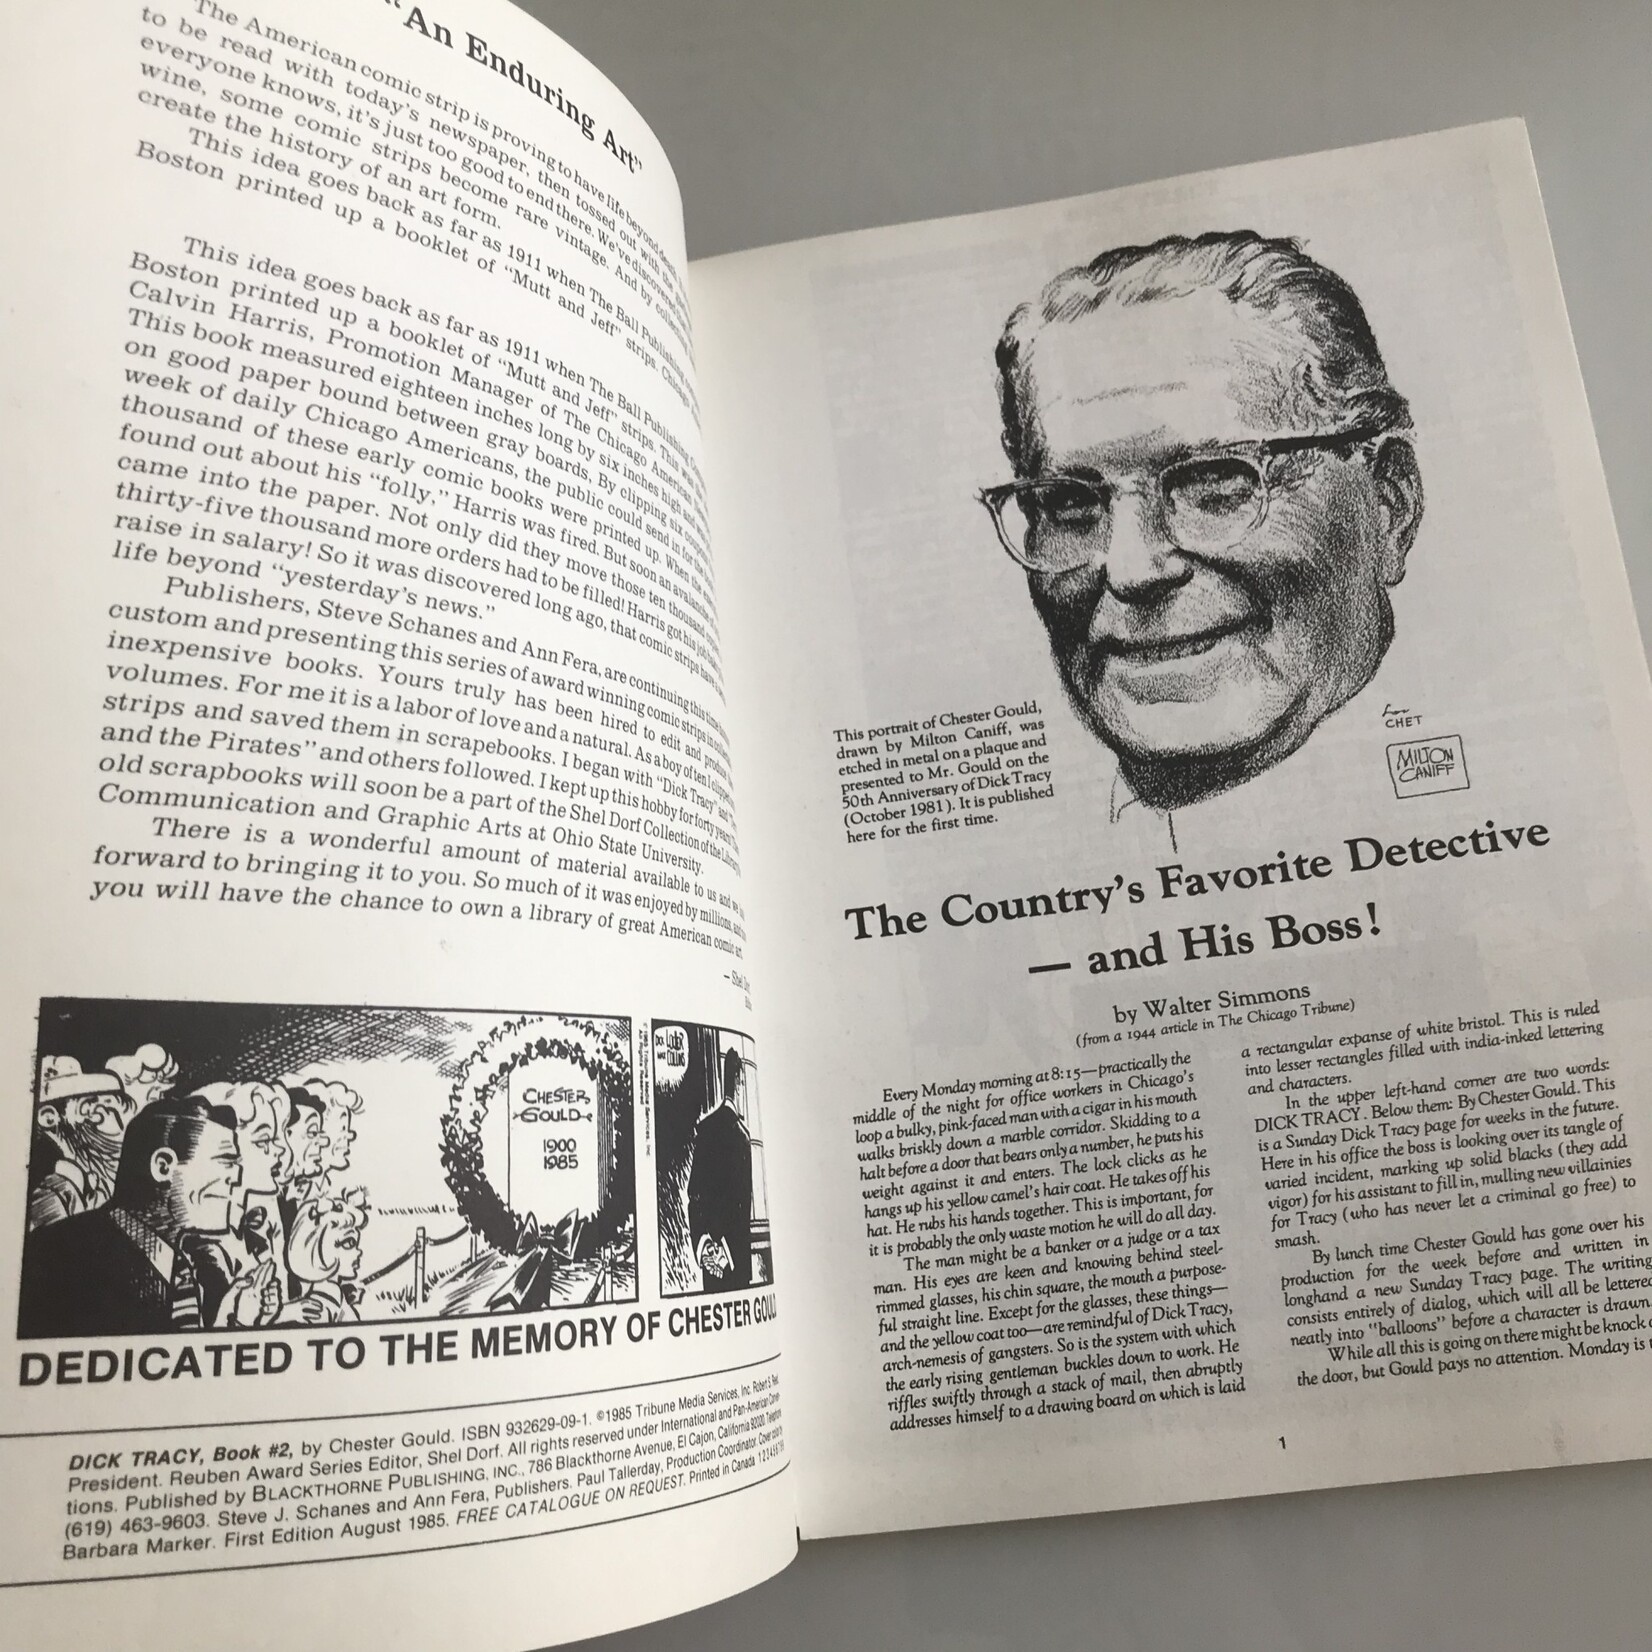 "An Enduring Art"
The American comic strip is proving to have life beyond death
to be read with today's newspaper, then tossed out with the
everyone knows, it's just too good to end there. We've discovered
wine, some comic strips become rare vintage. And by collecting
create the history of an art form.
This idea goes back as far as 1911 when The Ball Publishing
Boston printed up a booklet of "Mutt and Jeff" strips. Chicago
This idea goes back as far as 1911 when The Ball Publishing
Boston printed up a booklet of "Mutt and Jeff" strips. This was
Calvin Harris, Promotion Manager of The Chicago American
This book measured eighteen inches long by six inches high and
on good paper bound between gray boards, By clipping six
week of daily Chicago Americans, the public could send in for the
thousand of these early comic books were printed up. When the
found out about his "folly," Harris was fired. But soon an avalanche
came into the paper. Not only did they move those ten thousand
thirty-five thousand more orders had to be filled! Harris got his job
raise in salary! So it was discovered long ago, that comic strips have
life beyond "yesterday's news."
Publishers, Steve Schanes and Ann Fera, are continuing this time
custom and presenting this series of award winning comic strips in
inexpensive books. Yours truly has been hired to edit and produce
volumes. For me it is a labor of love and a natural. As a boy of ten I clipped
strips and saved them in scrapebooks. I began with "Dick Tracy" and
and the Pirates" and others followed. I kept up this hobby for forty years!
old scrapbooks will soon be a part of the Shel Dorf Collection of the Library
Communication and Graphic Arts at Ohio State University.
There is a wonderful amount of material available to us and we
forward to bringing it to you. So much of it was enjoyed by millions, and
you will have the chance to own a library of great American comic art.
— Shel
CHESTER
GOULD
1900
1985
DEDICATED TO THE MEMORY OF CHESTER GOULD
DICK TRACY, Book #2, by Chester Gould. ISBN 932629-09-1. ©1985 Tribune Media Services, Inc. Robert S.
President. Reuben Award Series Editor, Shel Dorf. All rights reserved under International and Pan-American Conven-
tions. Published by BLACKTHORNE PUBLISHING, INC., 786 Blackthorne Avenue, El Cajon, California 92020. Telephone
(619) 463-9603. Steve J. Schanes and Ann Fera, Publishers. Paul Tallerday, Production Coordinator. Cover
Barbara Marker. First Edition August 1985. FREE CATALOGUE ON REQUEST. Printed in Canada 1 2 3 4 5 6 7 8
This portrait of Chester Gould,
drawn by Milton Caniff, was
etched in metal on a plaque and
presented to Mr. Gould on the
50th Anniversary of Dick Tracy
(October 1981). It is published
here for the first time.
for
CHET
MILTON
CANIFF
The Country's Favorite Detective
— and His Boss!
by Walter Simmons
(from a 1944 article in The Chicago Tribune)
Every Monday morning at 8:15—practically the
middle of the night for office workers in Chicago's
loop a bulky, pink-faced man with a cigar in his mouth
walks briskly down a marble corridor. Skidding to a
halt before a door that bears only a number, he puts his
weight against it and enters. The lock clicks as he
hangs up his yellow camel's hair coat. He takes off his
hat. He rubs his hands together. This is important, for
it is probably the only waste motion he will do all day.
The man might be a banker or a judge or a tax
man. His eyes are keen and knowing behind steel-
rimmed glasses, his chin square, the mouth a purpose-
ful straight line. Except for the glasses, these things—
and the yellow coat too—are remindful of Dick Tracy,
arch-nemesis of gangsters. So is the system with which
the early rising gentleman buckles down to work. He
riffles swiftly through a stack of mail, then abruptly
addresses himself to a drawing board on which is laid
a rectangular expanse of white bristol. This is ruled
into lesser rectangles filled with india-inked lettering
and characters.
In the upper left-hand corner are two words:
DICK TRACY. Below them: By Chester Gould. This
is a Sunday Dick Tracy page for weeks in the future.
Here in his office the boss is looking over its tangle of
varied incident, marking up solid blacks (they add
vigor) for his assistant to fill in, mulling new villainies
for Tracy (who has never let a criminal go free) to
smash.
By lunch time Chester Gould has gone over his
production for the week before and written in
longhand a new Sunday Tracy page. The writing
consists entirely of dialog, which will all be lettered
neatly into "balloons" before a character is drawn.
While all this is going on there might be knock
the door, but Gould pays no attention. Monday is
1